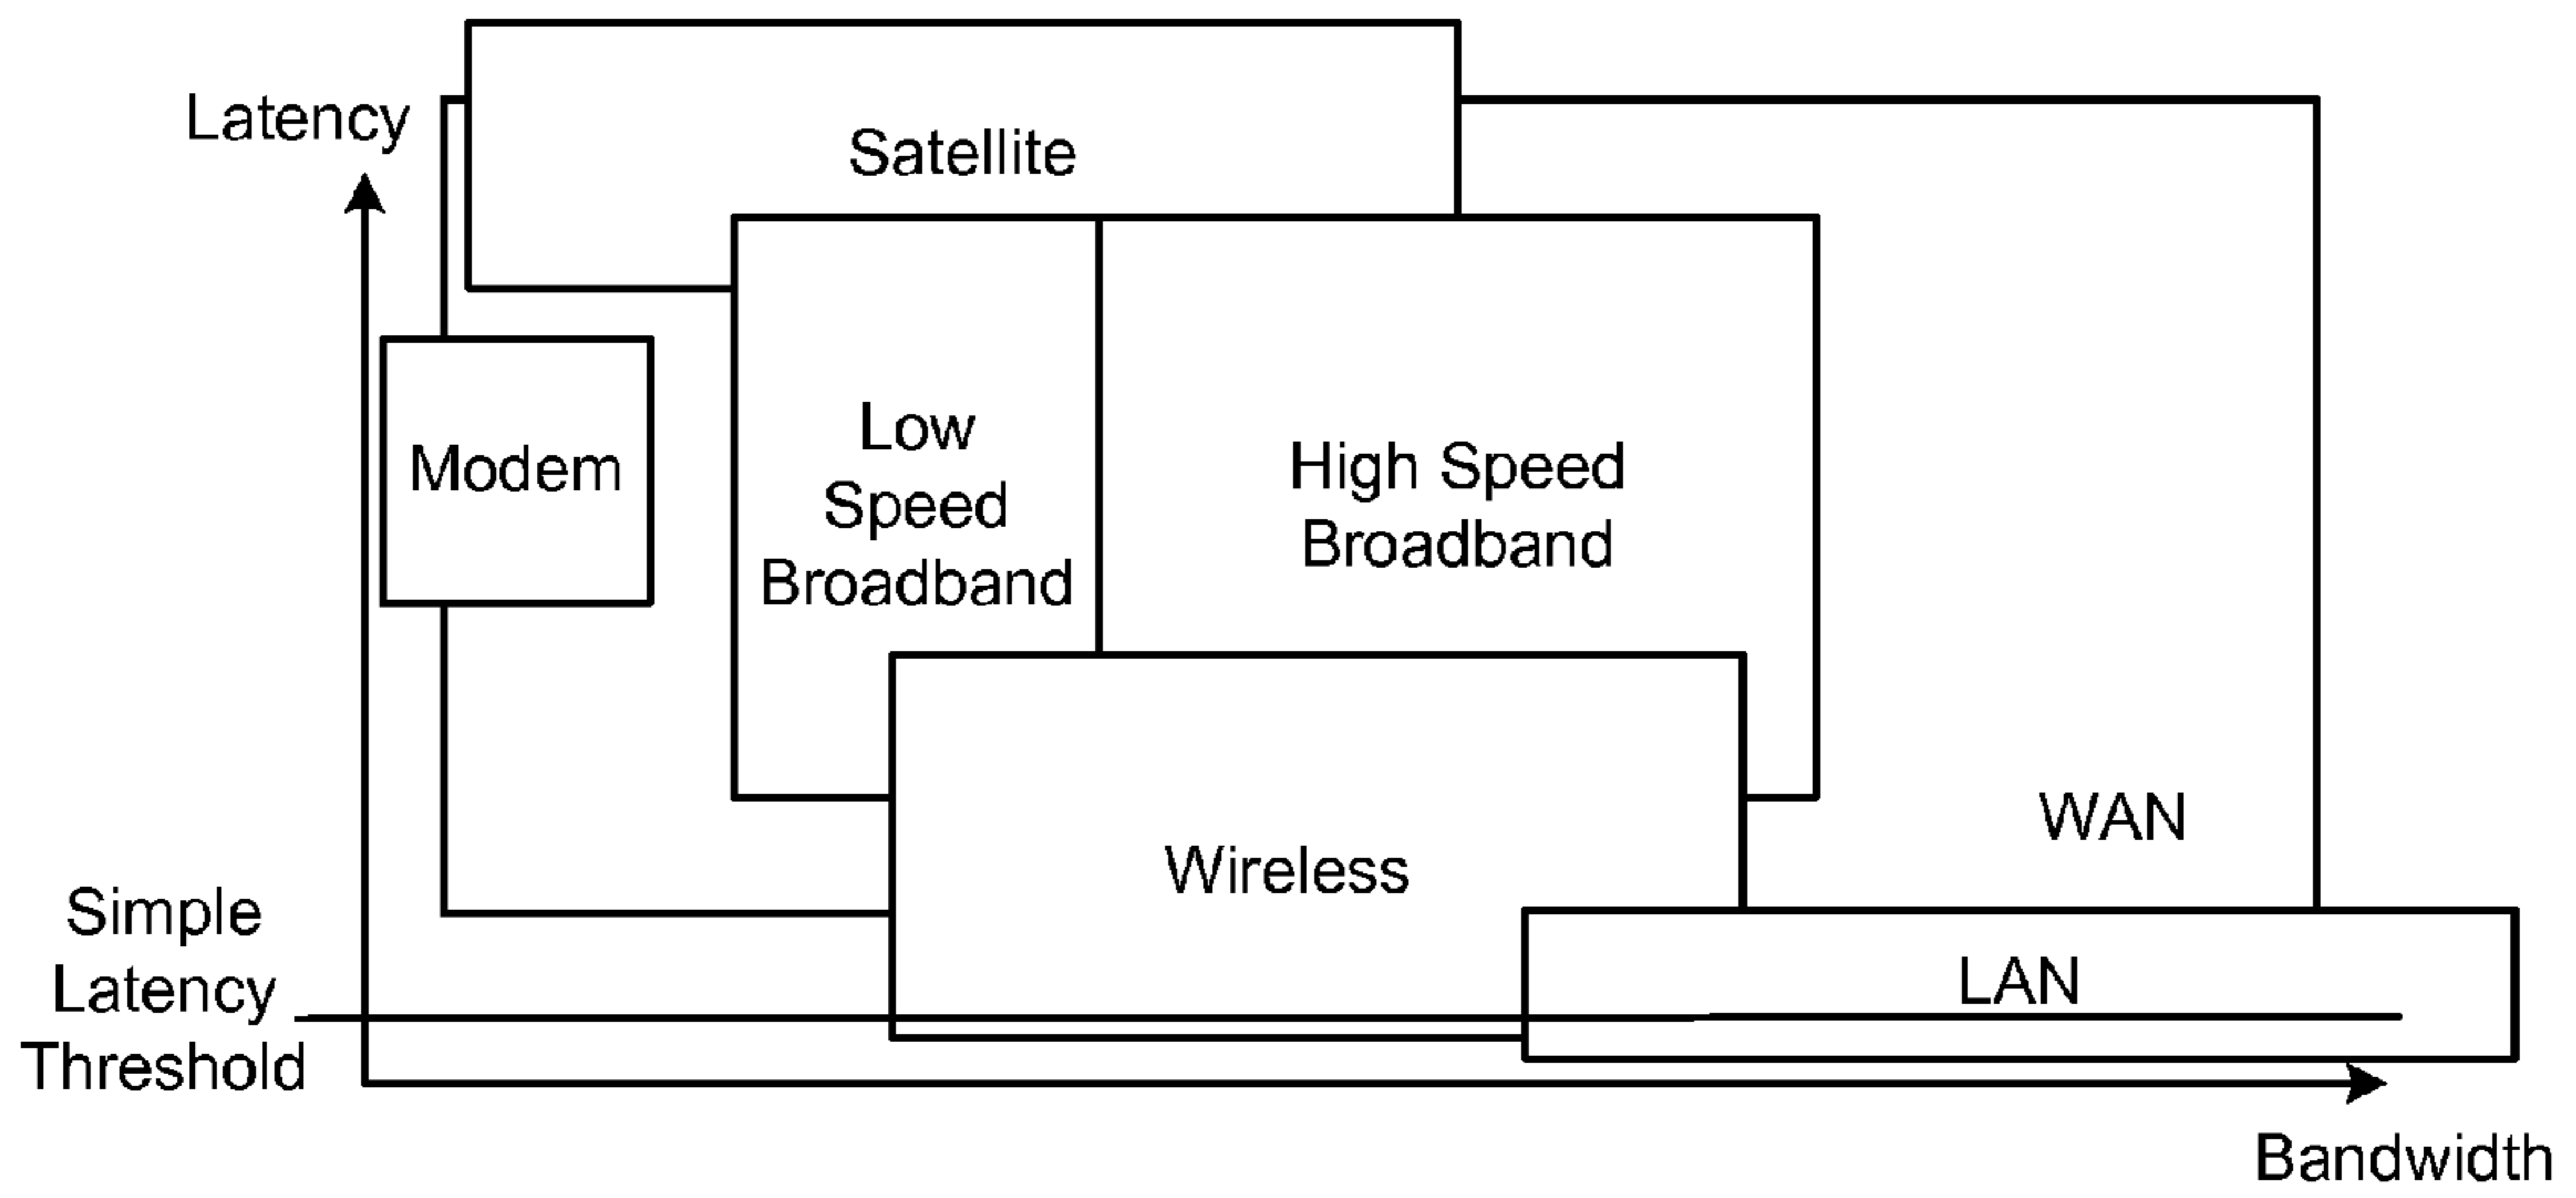 Latency
Satellite
Modem
Low
Speed
Broadband
High Speed
Broadband
WAN
Wireless
Simple
Latency
Threshold
LAN
Bandwidth